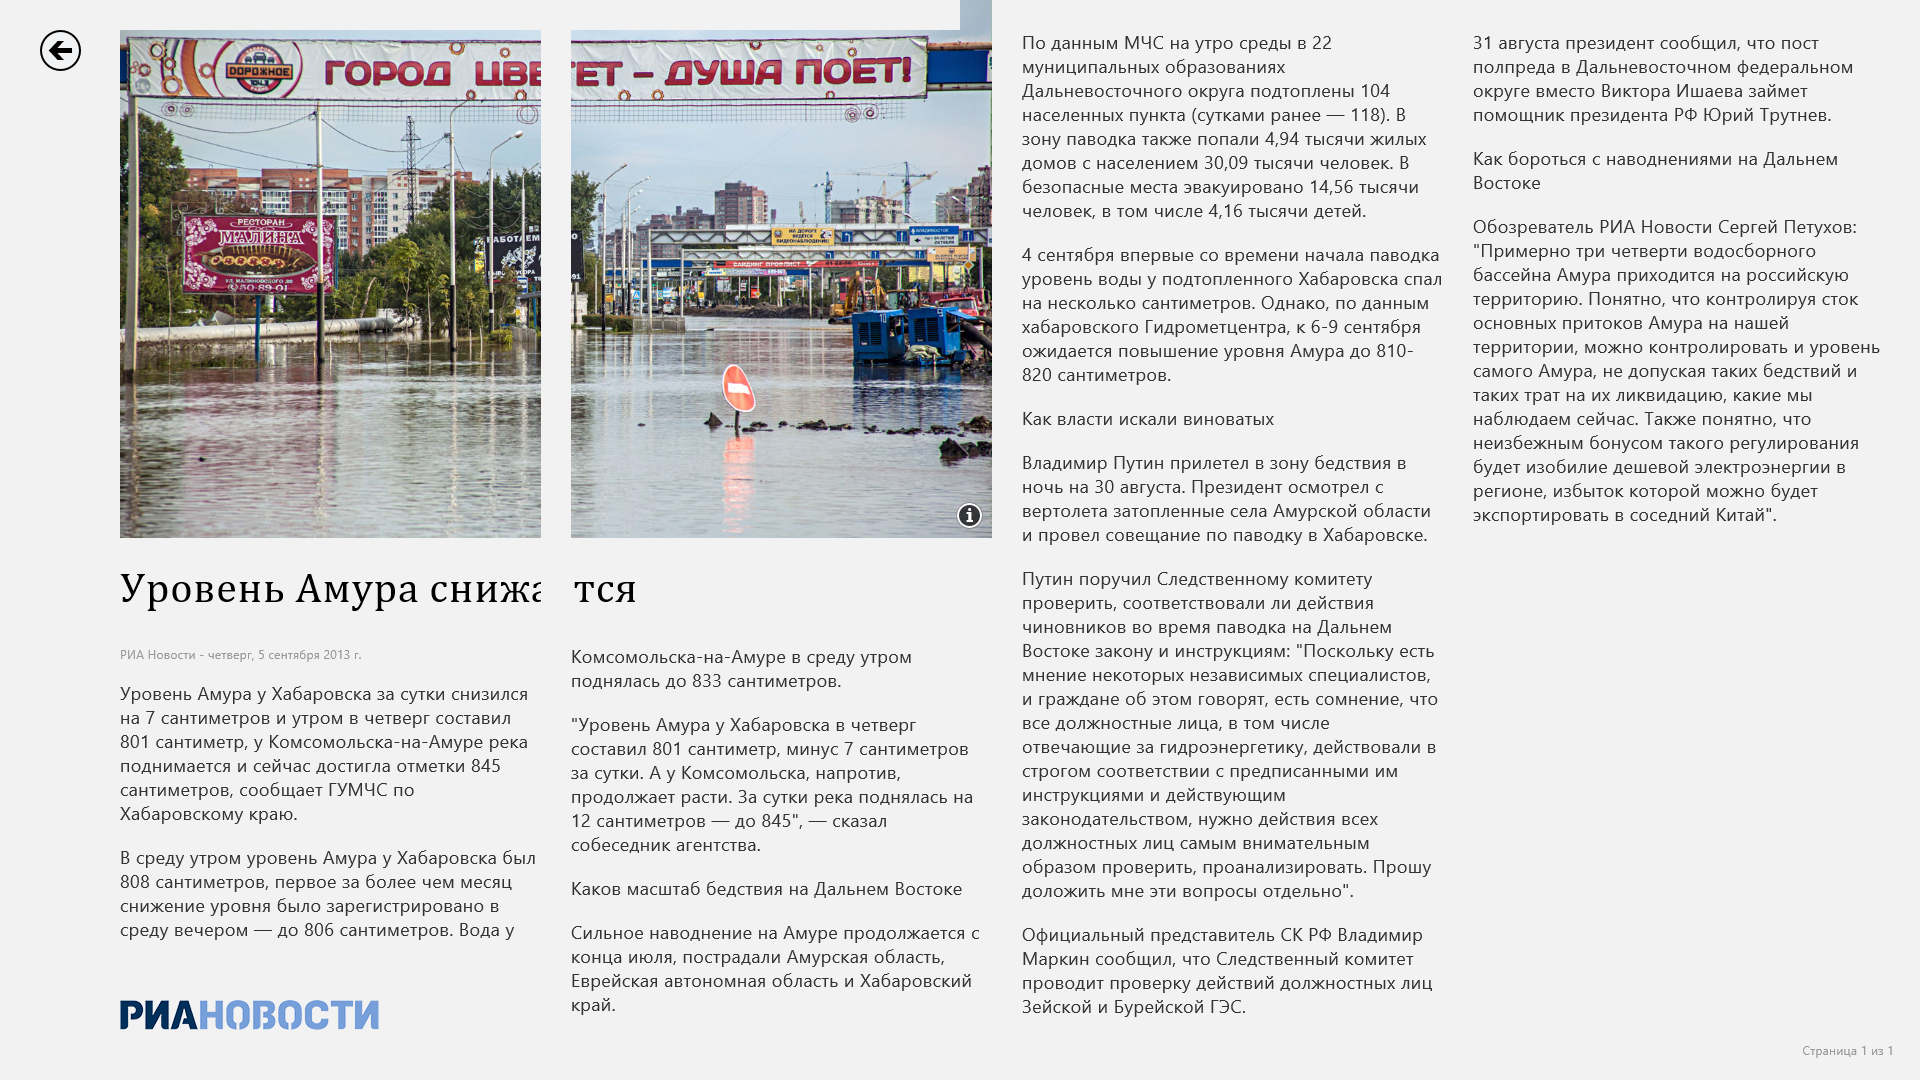 ДОРОЖНОЕ
ГОРОД ЦВЕТЕТ – ДУША ПОЕТ!
РЕСТОРАН
МАЛИНА
УЛ. МАЛИНОВСКОГО
50-89-01
НА ДОРОГЕ
ВЕДЕТСЯ
ВИДЕОНАБЛЮДЕНИЕ!
ВЛАДИВОСТОК
САЙДИНГ ПРОФЛИСТ
Уровень Амура снижа тся
РИА Новости - четверг, 5 сентября 2013 г.
Уровень Амура у Хабаровска за сутки снизился
на 7 сантиметров и утром в четверг составил
801 сантиметр, у Комсомольска-на-Амуре река
поднимается и сейчас достигла отметки 845
сантиметров, сообщает ГУМЧС по
Хабаровскому краю.
В среду утром уровень Амура у Хабаровска был
808 сантиметров, первое за более чем месяц
снижение уровня было зарегистрировано в
среду вечером — до 806 сантиметров. Вода у
РИАНОВОСТИ
Комсомольска-на-Амуре в среду утром
поднялась до 833 сантиметров.
"Уровень Амура у Хабаровска в четверг
составил 801 сантиметр, минус 7 сантиметров
за сутки. А у Комсомольска, напротив,
продолжает расти. За сутки река поднялась на
12 сантиметров — до 845", — сказал
собеседник агентства.
Каков масштаб бедствия на Дальнем Востоке
Сильное наводнение на Амуре продолжается с
конца июля, пострадали Амурская область,
Еврейская автономная область и Хабаровский
край.
По данным МЧС на утро среды в 22
муниципальных образованиях
Дальневосточного округа подтоплены 104
населенных пункта (сутками ранее — 118). В
зону паводка также попали 4,94 тысячи жилых
домов с населением 30,09 тысячи человек. В
безопасные места эвакуировано 14,56 тысячи
человек, в том числе 4,16 тысячи детей.
4 сентября впервые со времени начала паводка
уровень воды у подтопленного Хабаровска спал
на несколько сантиметров. Однако, по данным
хабаровского Гидрометцентра, к 6-9 сентября
ожидается повышение уровня Амура до 810-
820 сантиметров.
Как власти искали виноватых
Владимир Путин прилетел в зону бедствия в
ночь на 30 августа. Президент осмотрел с
вертолета затопленные села Амурской области
и провел совещание по паводку в Хабаровске.
Путин поручил Следственному комитету
проверить, соответствовали ли действия
чиновников во время паводка на Дальнем
Востоке закону и инструкциям: "Поскольку есть
мнение некоторых независимых специалистов,
и граждане об этом говорят, есть сомнение, что
все должностные лица, в том числе
отвечающие за гидроэнергетику, действовали в
строгом соответствии с предписанными им
инструкциями и действующим
законодательством, нужно действия всех
должностных лиц самым внимательным
образом проверить, проанализировать. Прошу
доложить мне эти вопросы отдельно".
Официальный представитель СК РФ Владимир
Маркин сообщил, что Следственный комитет
проводит проверку действий должностных лиц
Зейской и Бурейской ГЭС.
31 августа президент сообщил, что пост
полпреда в Дальневосточном федеральном
округе вместо Виктора Ишаева займет
помощник президента РФ Юрий Трутнев.
Как бороться с наводнениями на Дальнем
Востоке
Обозреватель РИА Новости Сергей Петухов:
"Примерно три четверти водосборного
бассейна Амура приходится на российскую
территорию. Понятно, что контролируя сток
основных притоков Амура на нашей
территории, можно контролировать и уровень
самого Амура, не допуская таких бедствий и
таких трат на их ликвидацию, какие мы
наблюдаем сейчас. Также понятно, что
неизбежным бонусом такого регулирования
будет изобилие дешевой электроэнергии в
регионе, избыток которой можно будет
экспортировать в соседний Китай".
Страница 1 из 1